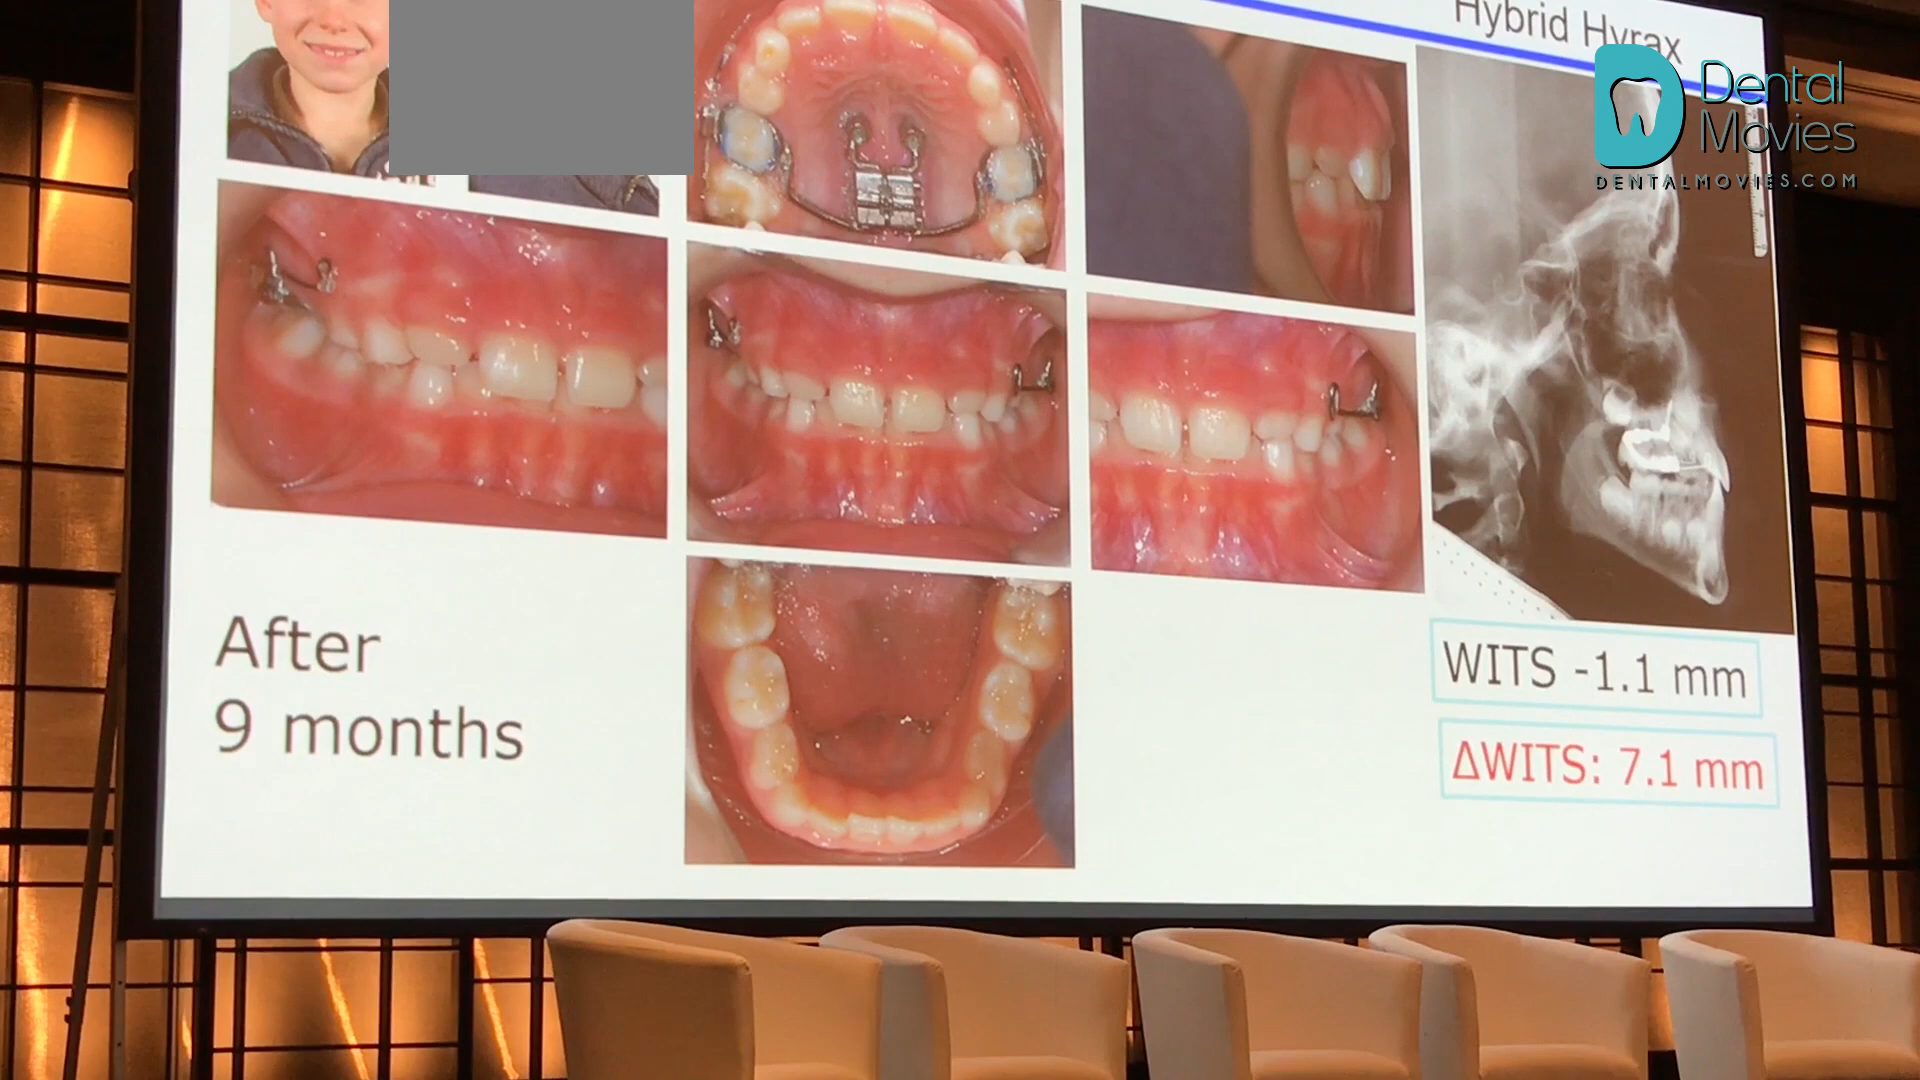 Hybrid Hyrax
Dental
Movies
DENTALMOVIES.COM
After
9 months
WITS -1.1 mm
ΔWITS: 7.1 mm